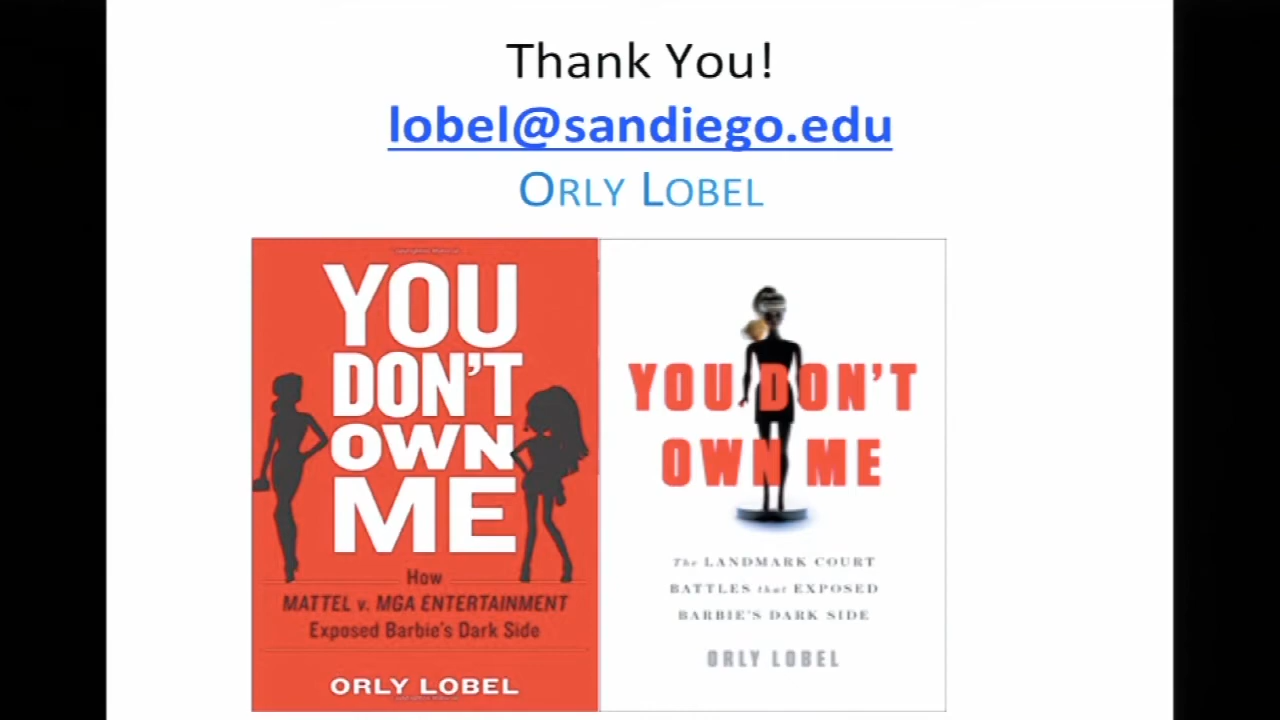 Thank You!
lobel@sandiego.edu
ORLY LOBEL
YOU
DON'T
OWN
ME
How
MATTEL v. MGA ENTERTAINMENT
Exposed Barbie's Dark Side
ORLY LOBEL
YOU DON'T
OWN ME
The LANDMARK COURT
BATTLES that EXPOSED
BARBIE'S DARK SIDE
ORLY LOBEL